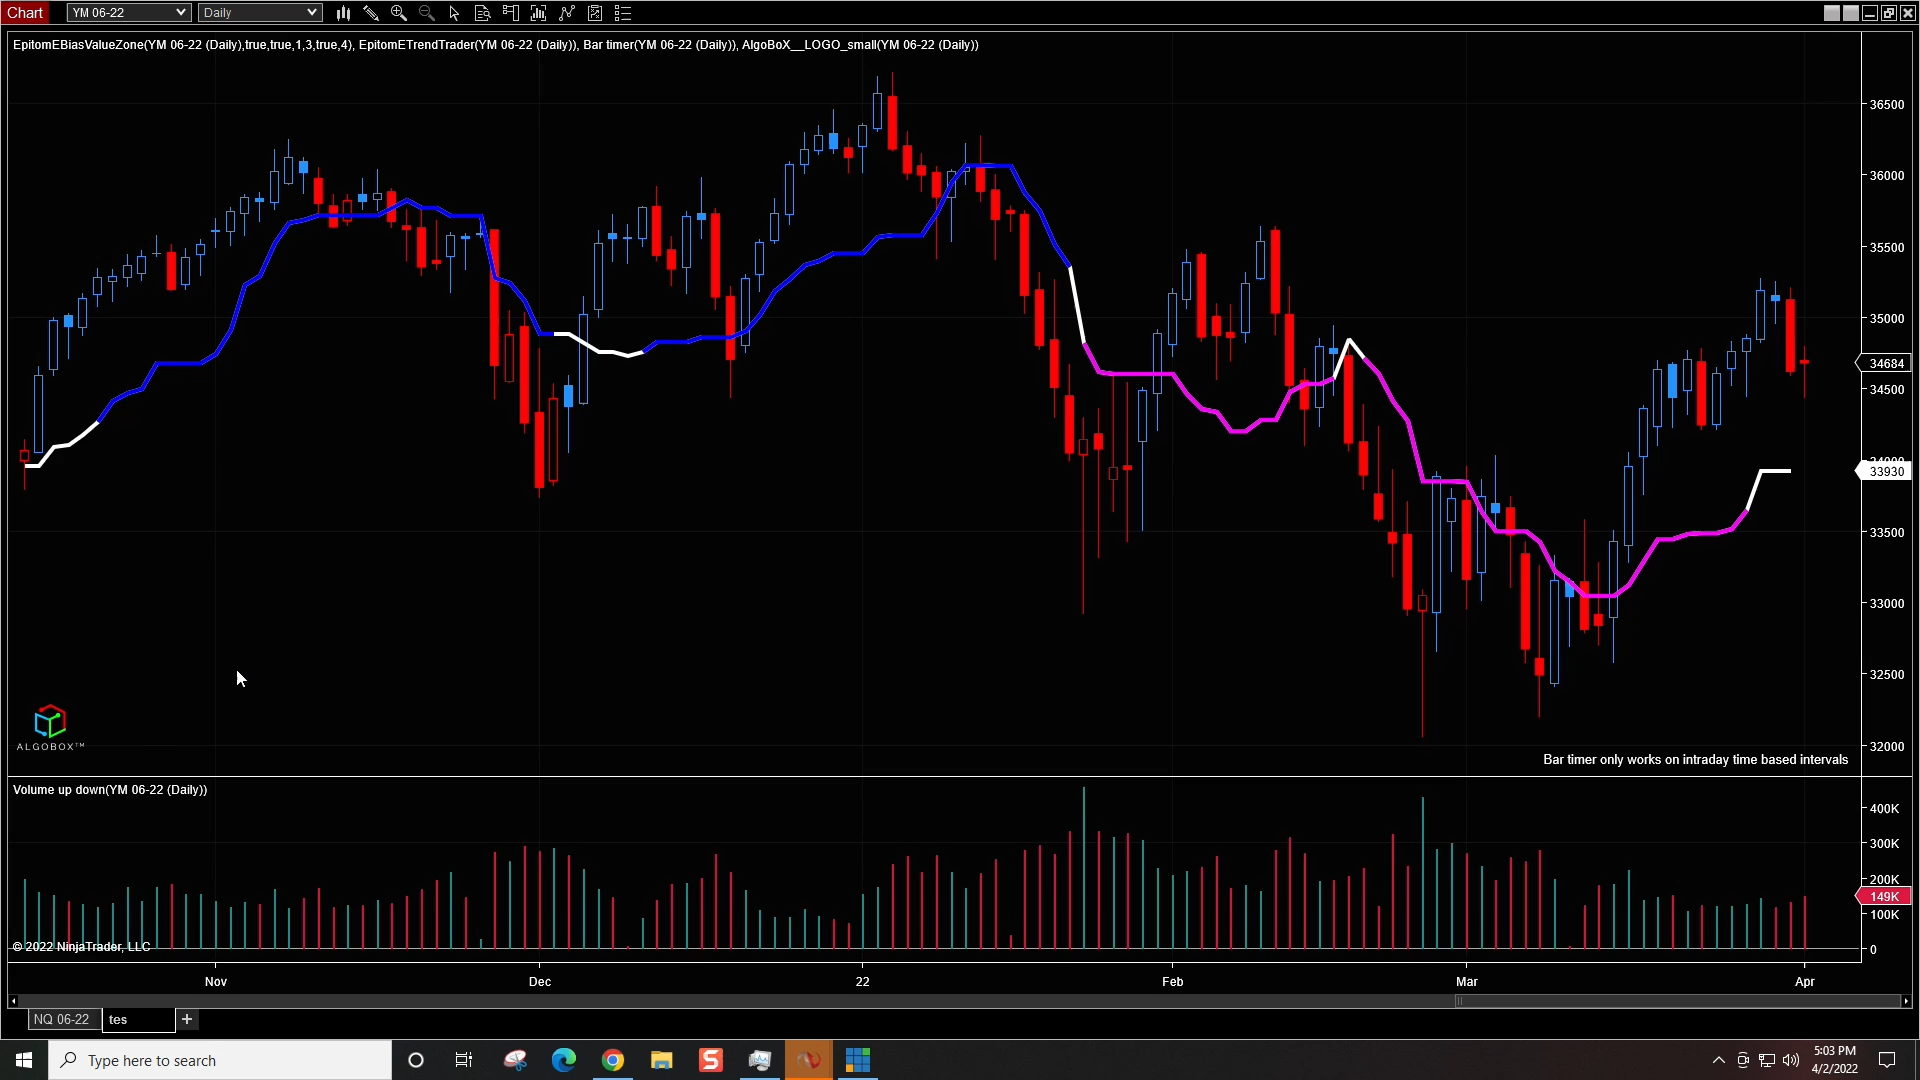 Chart
YM 06-22
Daily
EpitomEBiasValueZone(YM 06-22 (Daily),true,true,1,3,true,4), EpitomETrendTrader(YM 06-22 (Daily)), Bar timer(YM 06-22 (Daily)), AlgoBoX__LOGO_small(YM 06-22 (Daily))
36500
36000
35500
35000
34684
34500
34000
33930
33500
33000
32500
32000
ALGOBOX™
Bar timer only works on intraday time based intervals
Volume up down(YM 06-22 (Daily))
400K
300K
200K
149K
100K
0
© 2022 NinjaTrader, LLC
Nov
Dec
22
Feb
Mar
Apr
NQ 06-22
tes
+
Type here to search
S
5:03 PM
4/2/2022